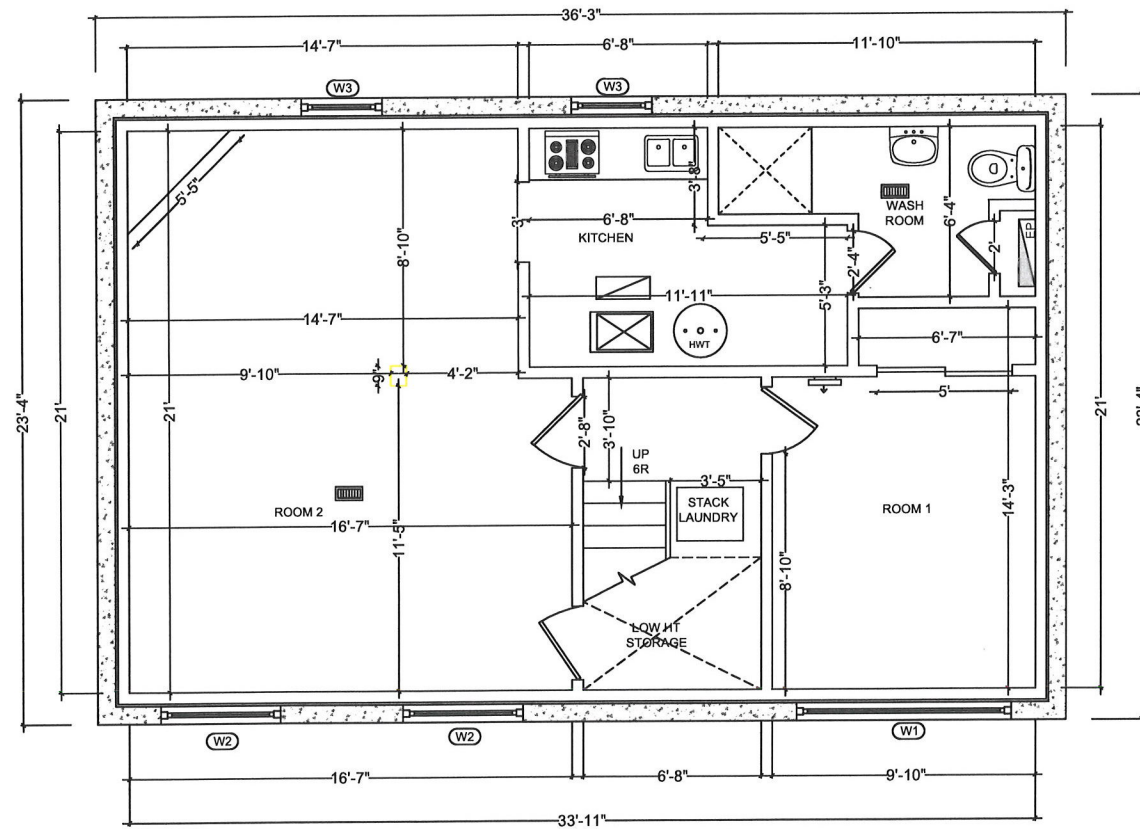 36'-3"
14'-7"
6'-8"
11'-10"
W3
W3
5'-5"
8'-10"
3'
3'-8"
6'-8"
KITCHEN
5'-5"
WASH
ROOM
6'-4"
2'
EP
2'-4"
5'-3"
11'-11"
14'-7"
HWT
6'-7"
9'-10"
9"
4'-2"
5'
23'-4"
21'
21'
21'
2'-8"
3'-10"
UP
6R
3'-5"
STACK
LAUNDRY
ROOM 1
14'-3"
ROOM 2
16'-7"
11'-5"
8'-10"
LOW HT
STORAGE
W2
W2
W1
16'-7"
6'-8"
9'-10"
33'-11"